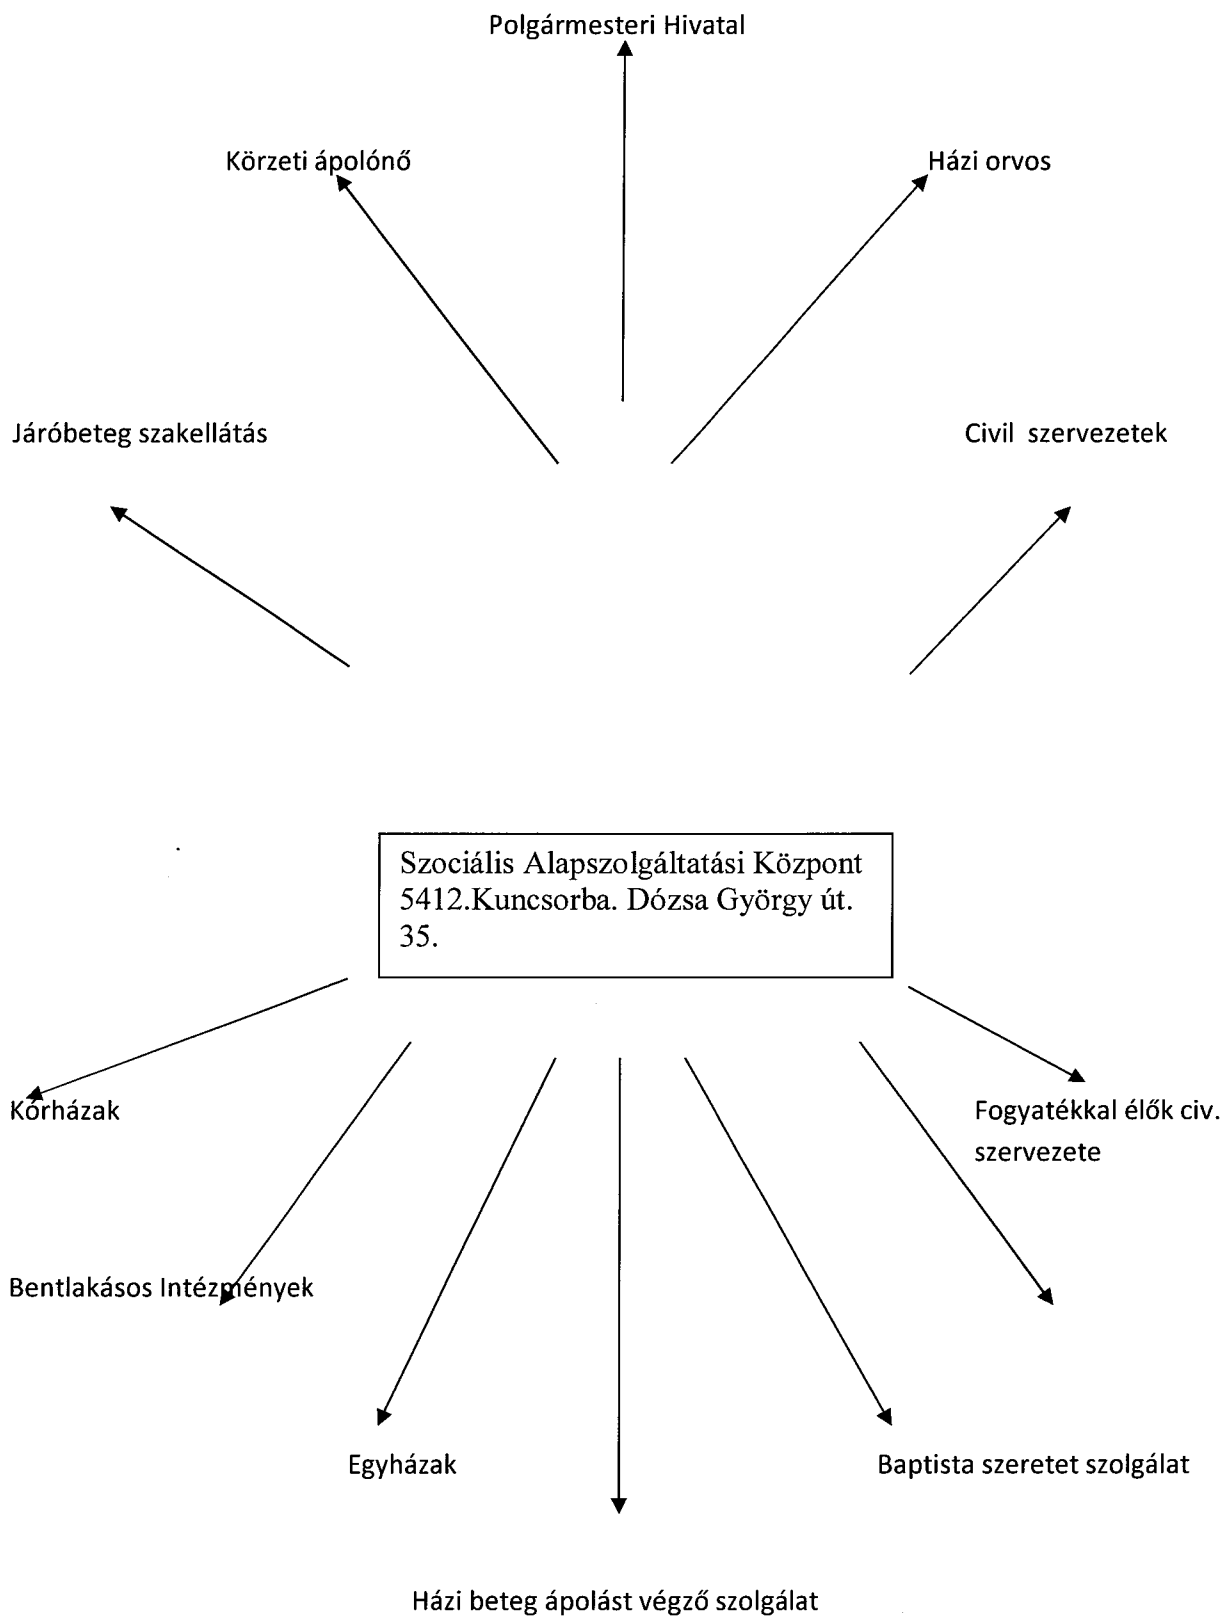 Polgármesteri Hivatal
Körzeti ápolónő
Házi orvos
Járóbeteg szakellátás
Civil  szervezetek
Szociális Alapszolgáltatási Központ
5412.Kuncsorba. Dózsa György út.
35.
Kórházak
Fogyatékkal élők civ.
szervezete
Bentlakásos Intézmények
Egyházak
Baptista szeretet szolgálat
Házi beteg ápolást végző szolgálat